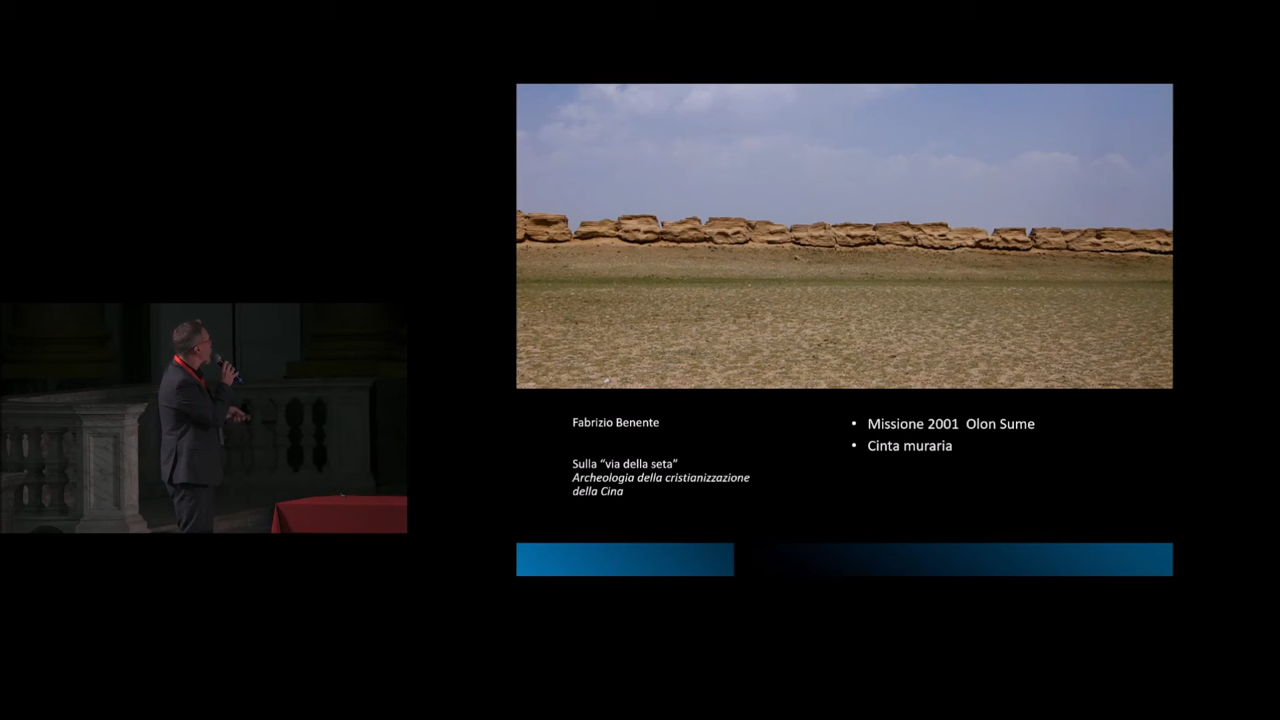 Fabrizio Benente
Sulla “via della seta”
Archeologia della cristianizzazione
della Cina
• Missione 2001 Olon Sume
• Cinta muraria